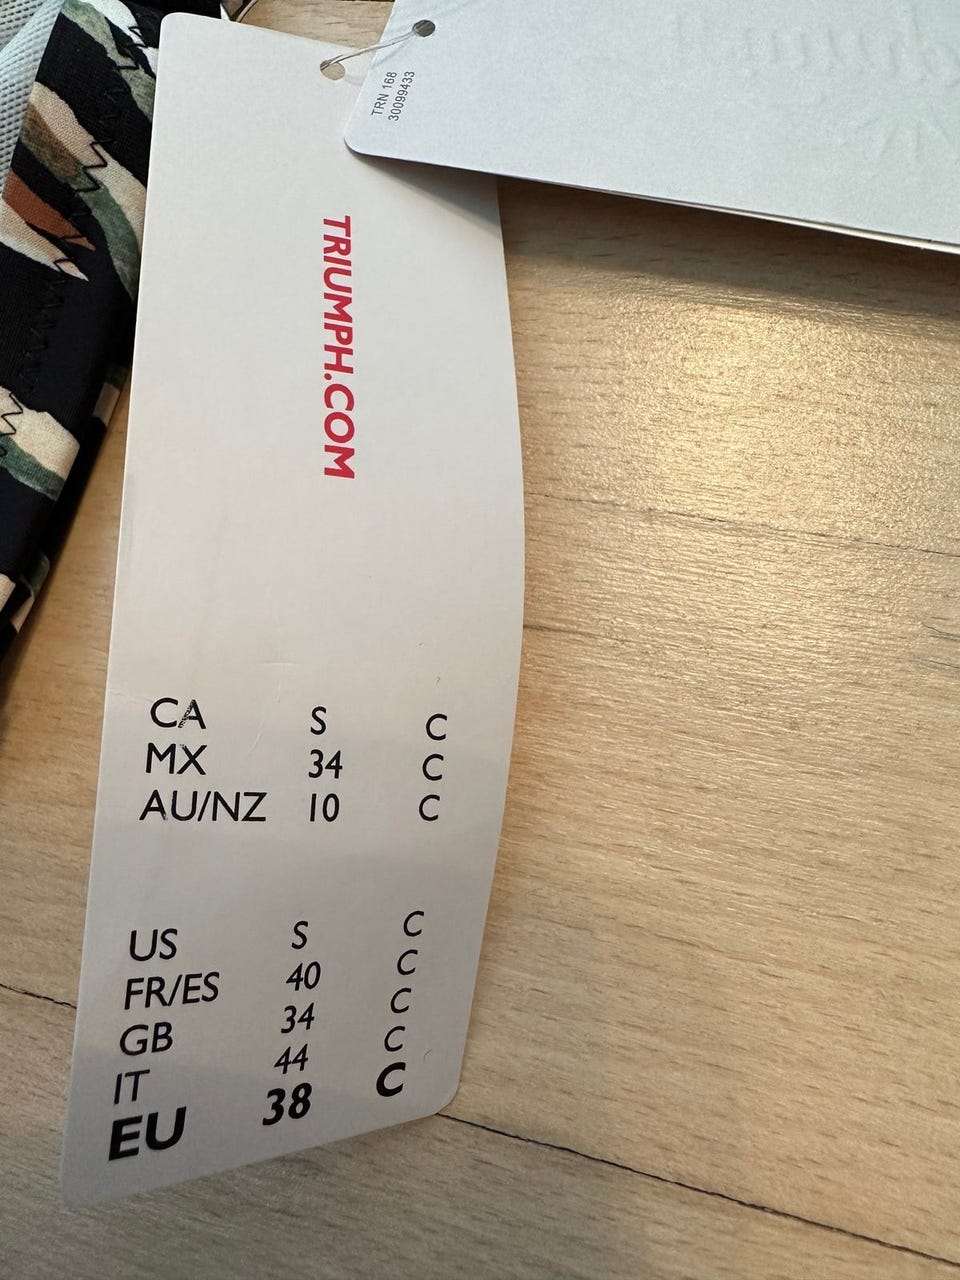 TRN 168
30099433
TRIUMPH.COM
CA S C
MX 34 C
AU/NZ 10 C
US S C
FR/ES 40 C
GB 34 C
IT 44 C
EU 38 C